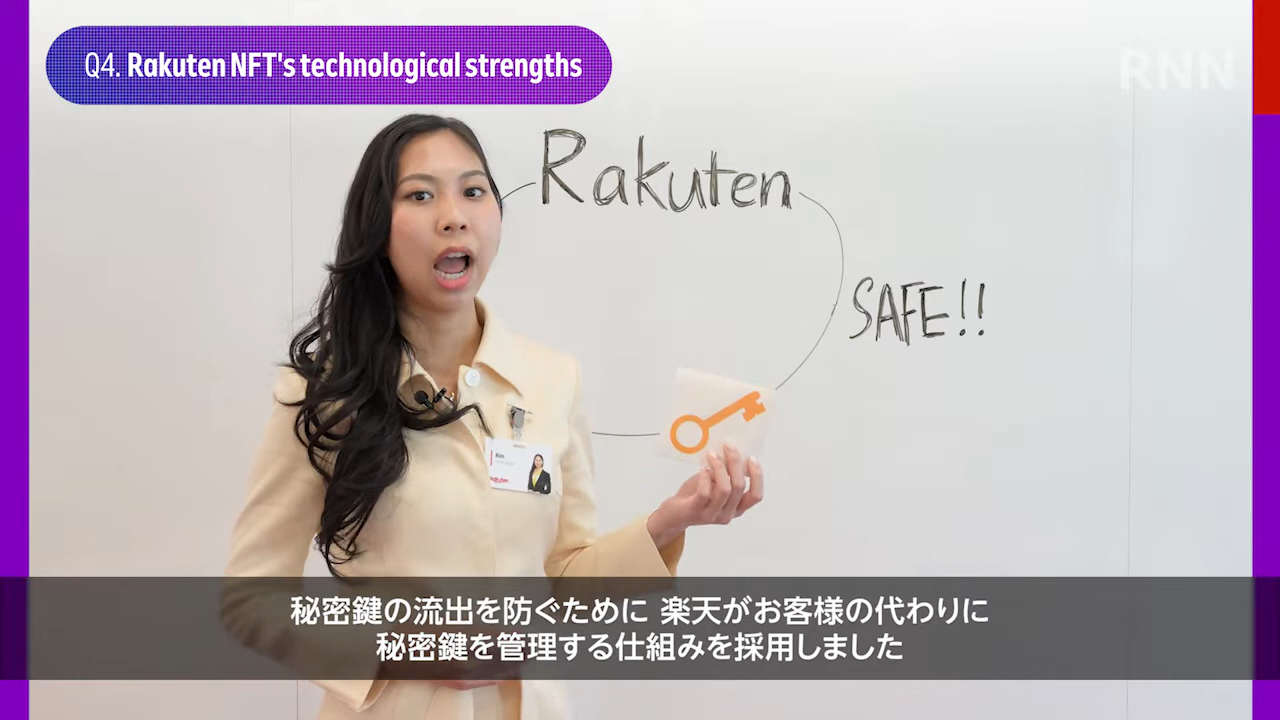 Q4. Rakuten NFT's technological strengths
RNN
Rakuten
SAFE!!
Rin
Rakuten
秘密鍵の流出を防ぐために 楽天がお客様の代わりに
秘密鍵を管理する仕組みを採用しました